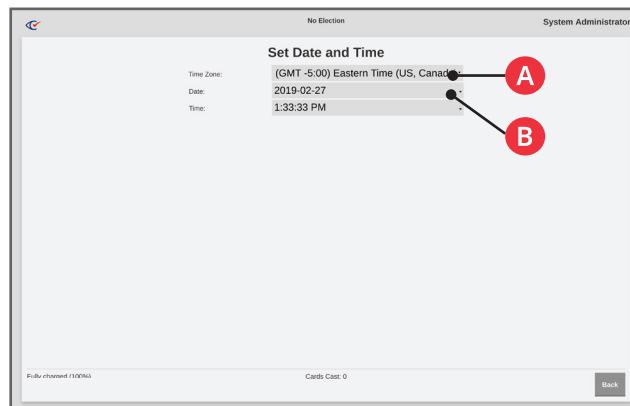 No Election
System Administrator
Set Date and Time
Time Zone: (GMT -5:00) Eastern Time (US, Canad
A
Date: 2019-02-27
Time: 1:33:33 PM
B
Fully charged (100%)
Cards Cast: 0
Back